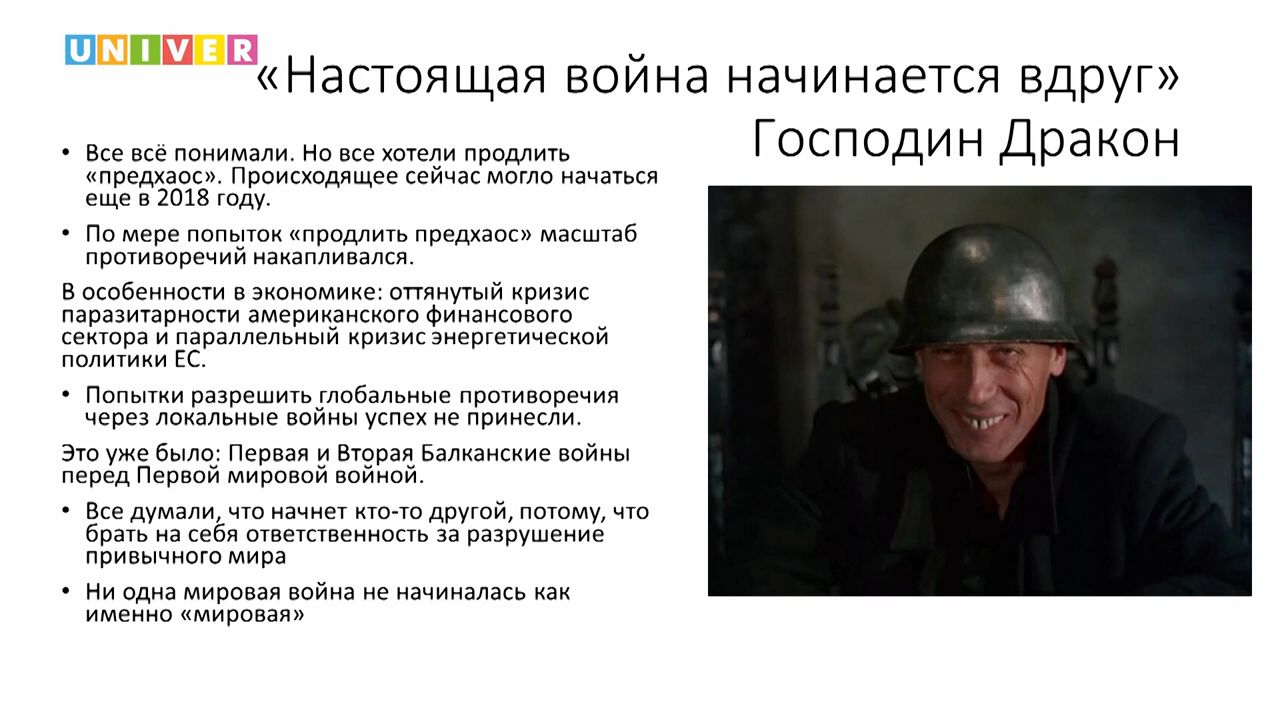 UNIVER
«Настоящая война начинается вдруг»
Господин Дракон
• Все всё понимали. Но все хотели продлить
«предхаос». Происходящее сейчас могло начаться
еще в 2018 году.
• По мере попыток «продлить предхаос» масштаб
противоречий накапливался.
В особенности в экономике: оттянутый кризис
паразитарности американского финансового
сектора и параллельный кризис энергетической
политики ЕС.
• Попытки разрешить глобальные противоречия
через локальные войны успех не принесли.
Это уже было: Первая и Вторая Балканские войны
перед Первой мировой войной.
• Все думали, что начнет кто-то другой, потому, что
брать на себя ответственность за разрушение
привычного мира
• Ни одна мировая война не начиналась как
именно «мировая»